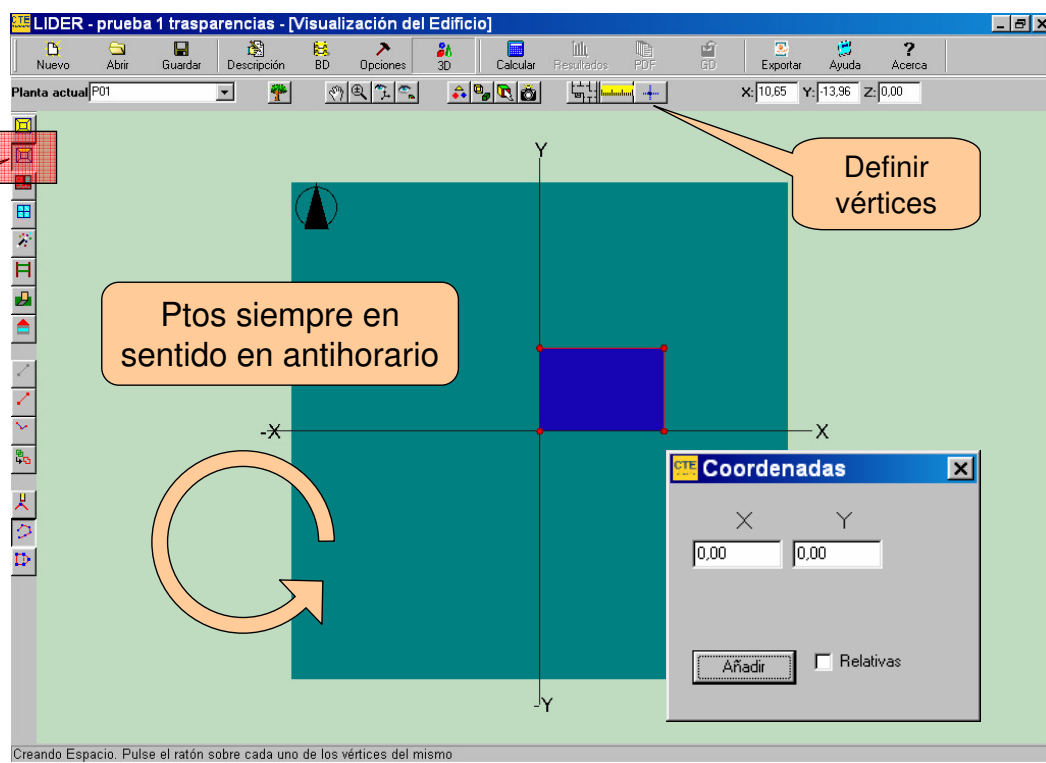 CTE LIDER - prueba 1 trasparencias - [Visualización del Edificio]
Nuevo Abrir Guardar Descripción BD Opciones 3D Calcular Resultados PDF GD Exportar Ayuda Acerca
Planta actual P01 X: 10,65 Y: -13,96 Z: 0,00
Definir
vértices
Y
Ptos siempre en
sentido en antihorario
-X X
CTE Coordenadas
X Y
0,00 0,00
Añadir Relativas
-Y
Creando Espacio. Pulse el ratón sobre cada uno de los vértices del mismo